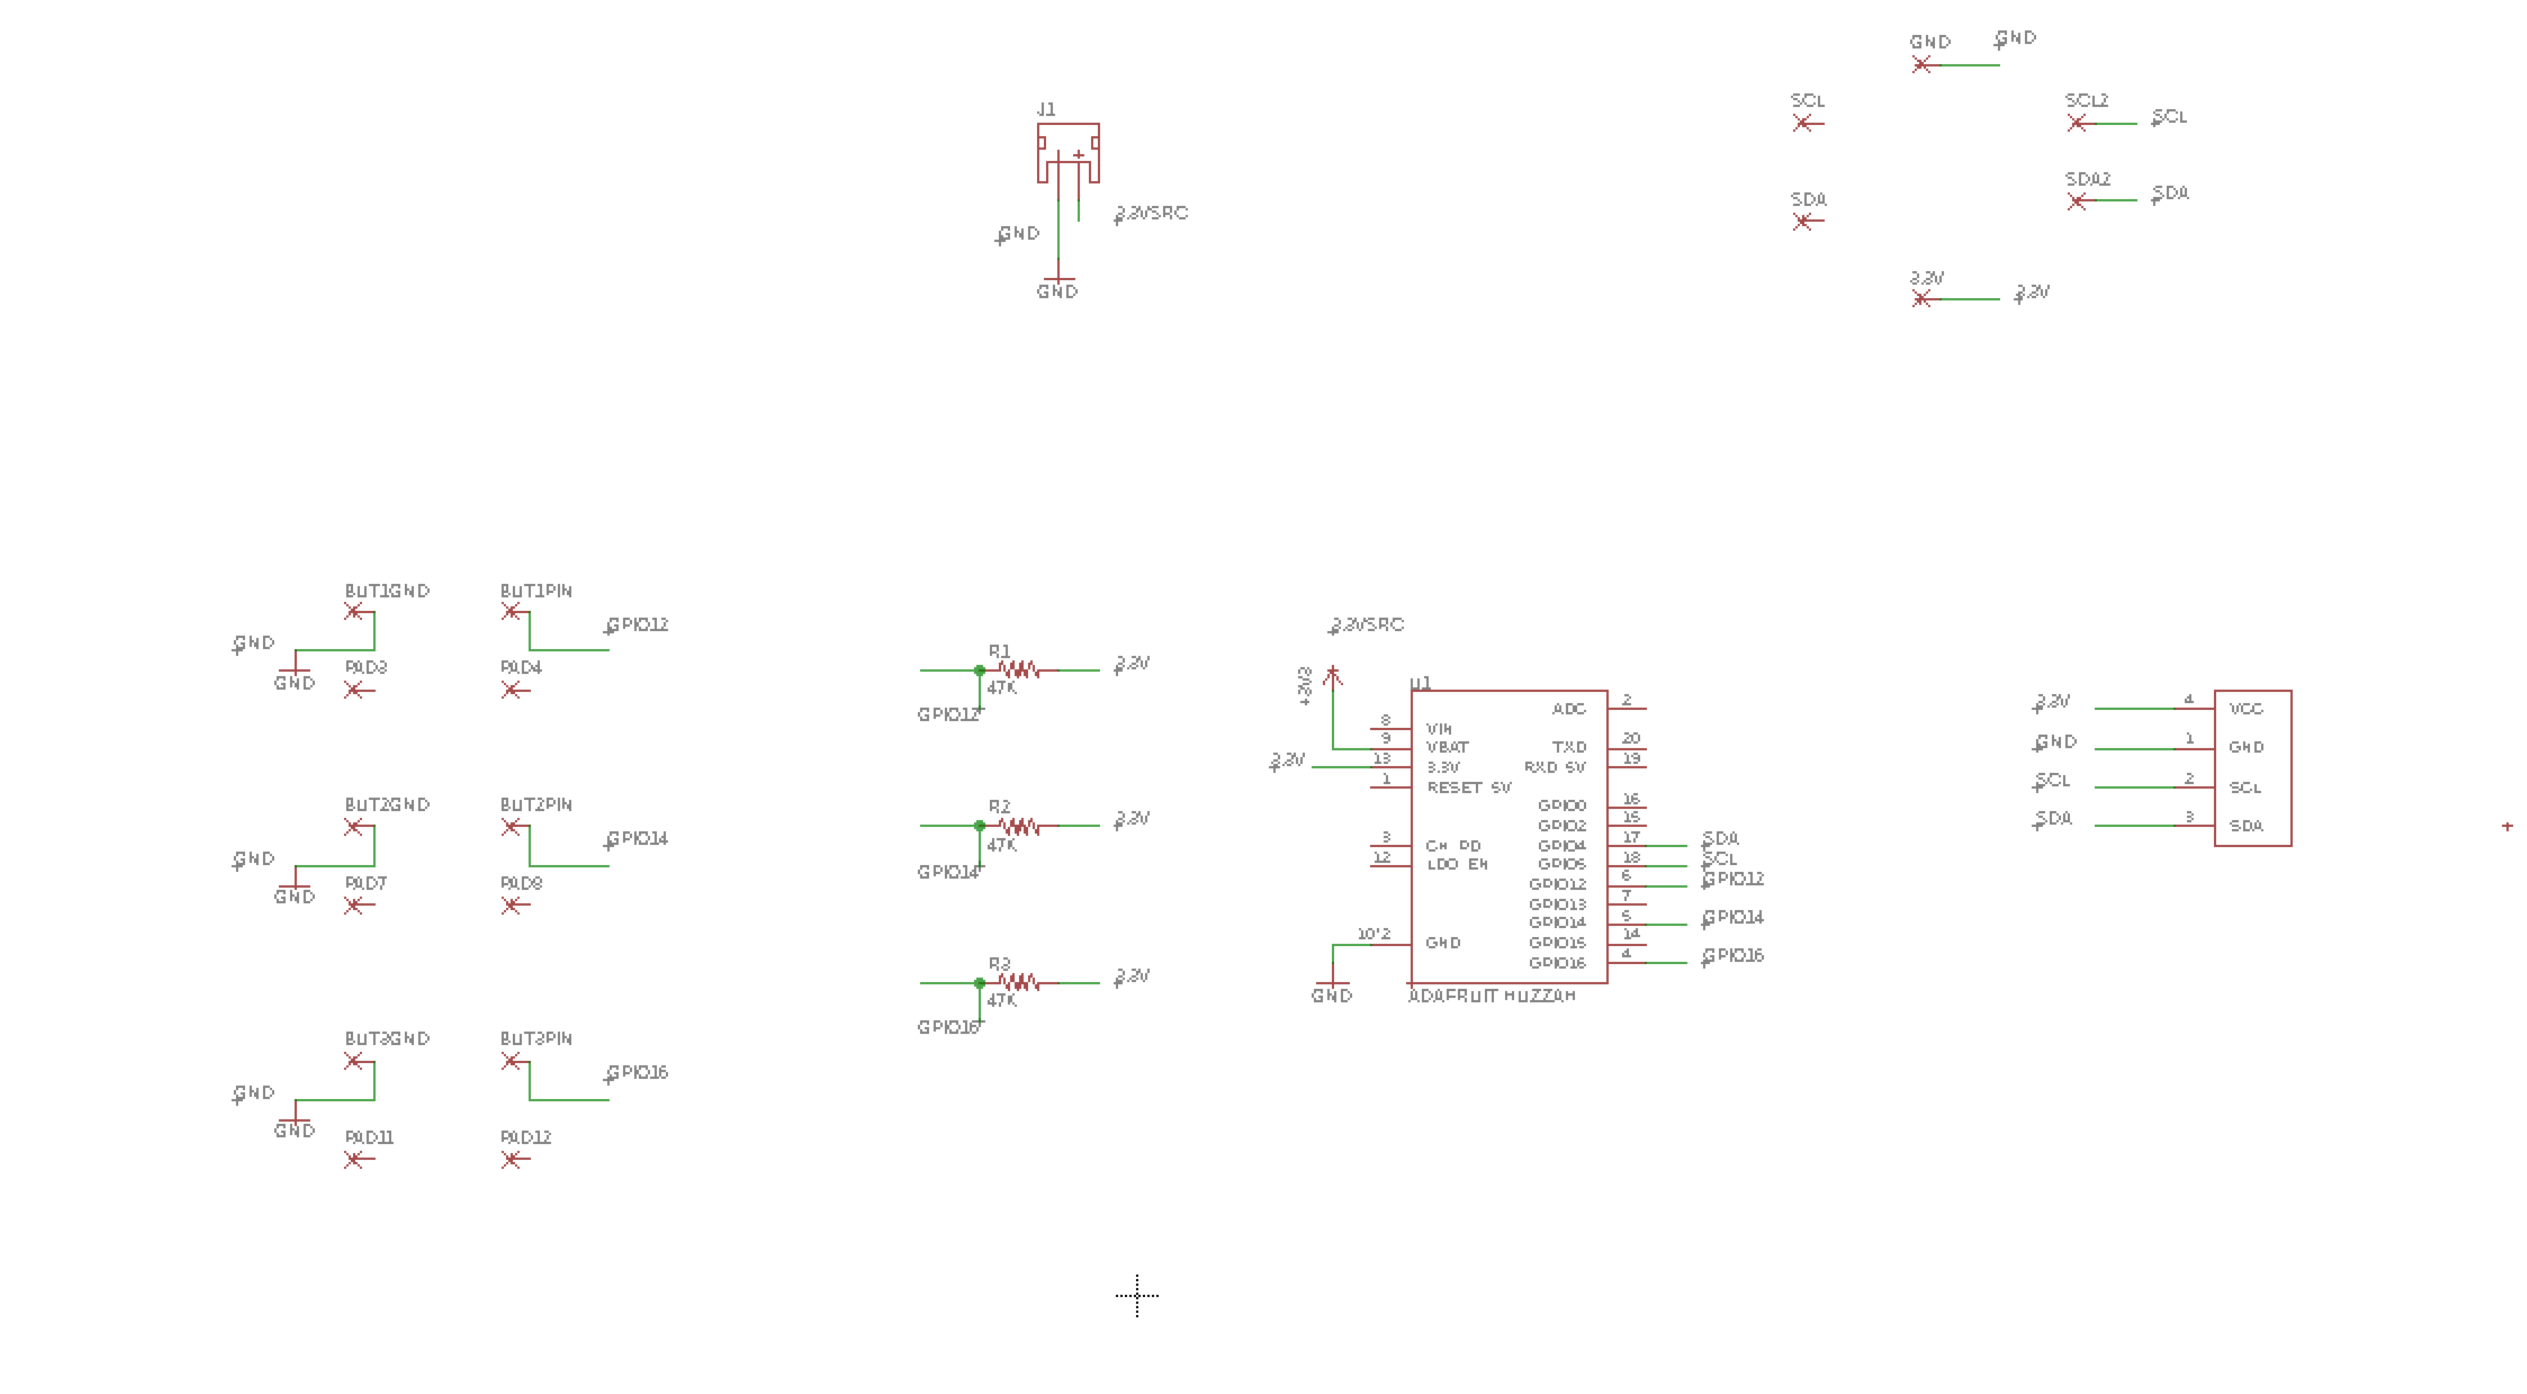 GND GND
J1
SCL SCL2 SCL
SDA SDA2 SDA
3.3VSRC
GND
GND
3.3V 3.3V
BUT1GND BUT1PIN
GND GPIO12
GND
PAD3 PAD4
BUT2GND BUT2PIN
GND GPIO14
GND
PAD7 PAD8
BUT3GND BUT3PIN
GND GPIO16
GND
PAD11 PAD12
R1 3.3V
47K
GPIO12
R2 3.3V
47K
GPIO14
R3 3.3V
47K
GPIO16
3.3VSRC
+3V3
U1
ADC 2
8 VIN
9 VBAT TXD 20
3.3V 13 3.3V RXD 5V 19
1 RESET 5V
GPIO0 16
GPIO2 15
3 CH PD GPIO4 17 SDA
12 LDO EN GPIO5 18 SCL
GPIO12 6 GPIO12
GPIO13 7
GPIO14 5 GPIO14
10*2 GND GPIO15 14
GPIO16 4 GPIO16
GND
ADAFRUIT HUZZAH
3.3V 4 VCC
GND 1 GND
SCL 2 SCL
SDA 3 SDA